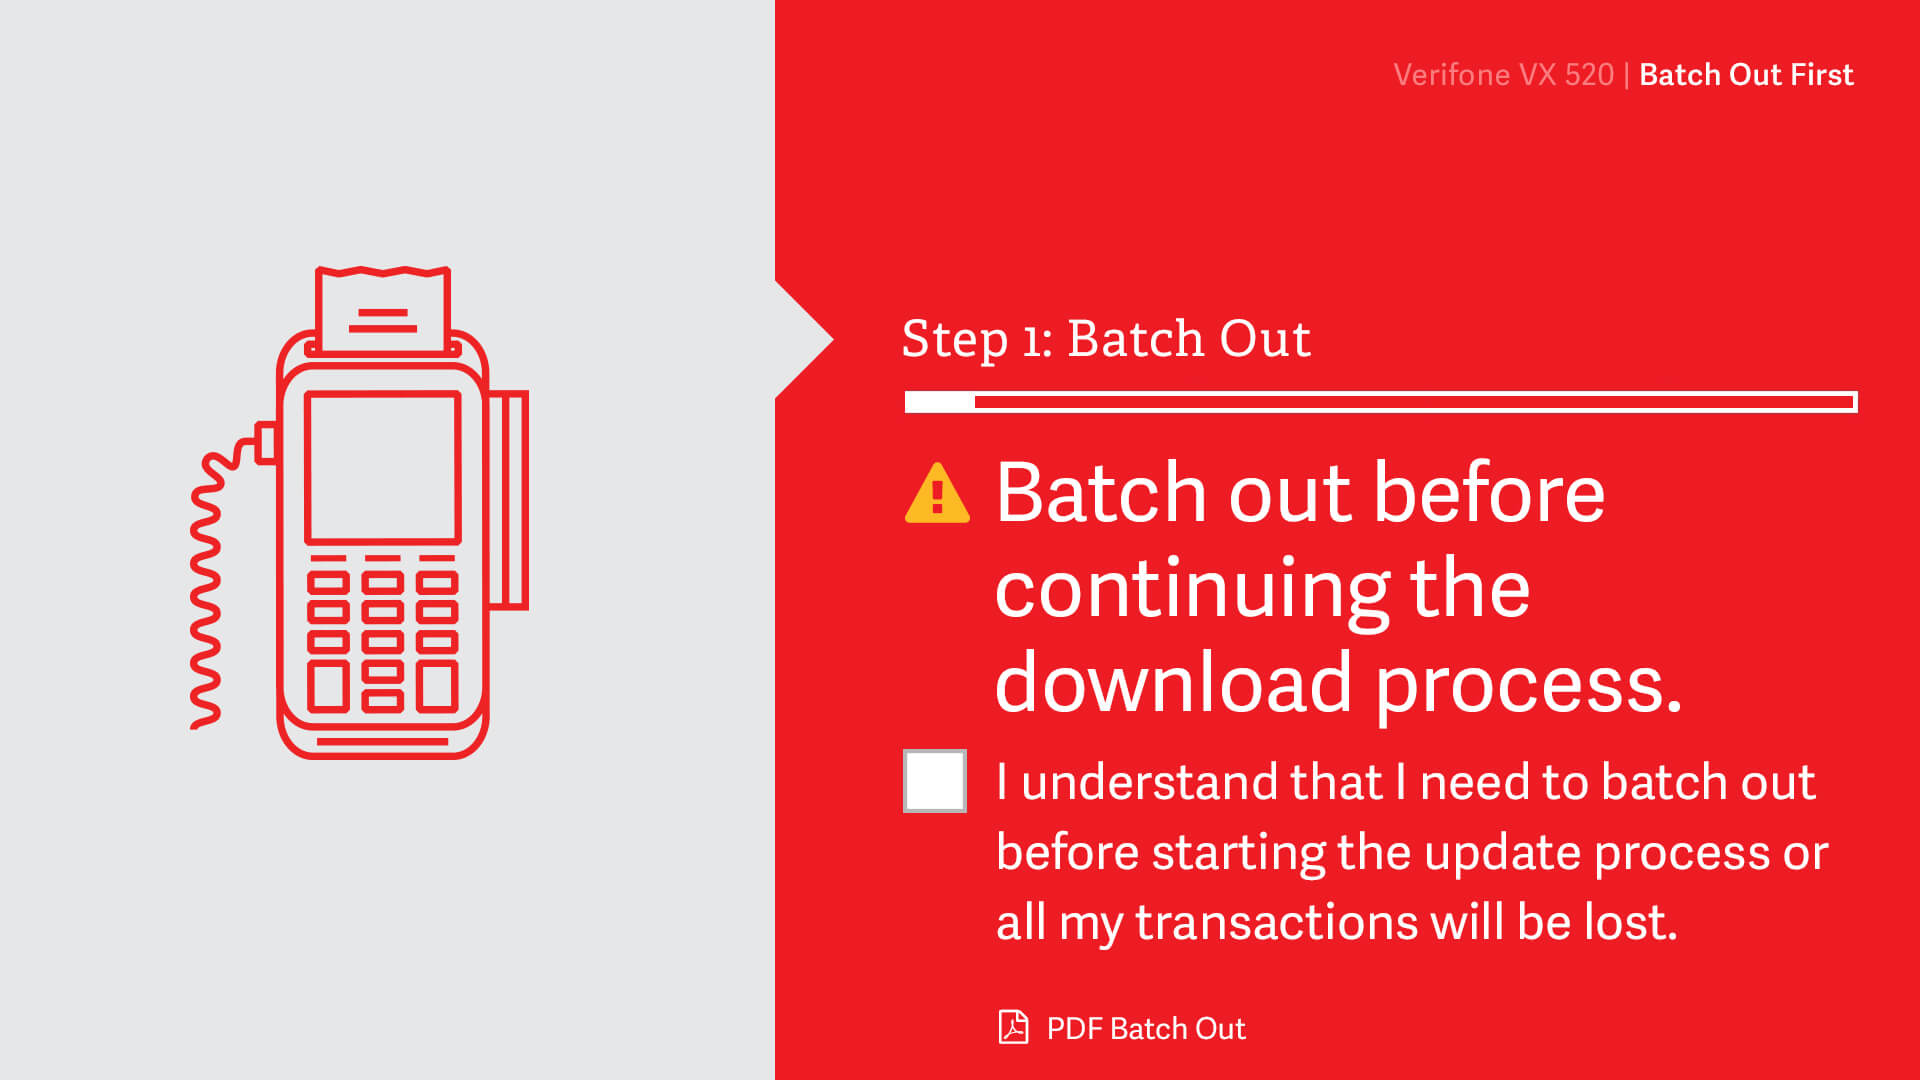 Verifone VX 520 | Batch Out First
Step 1: Batch Out
Batch out before
continuing the
download process.
I understand that I need to batch out
before starting the update process or
all my transactions will be lost.
PDF Batch Out